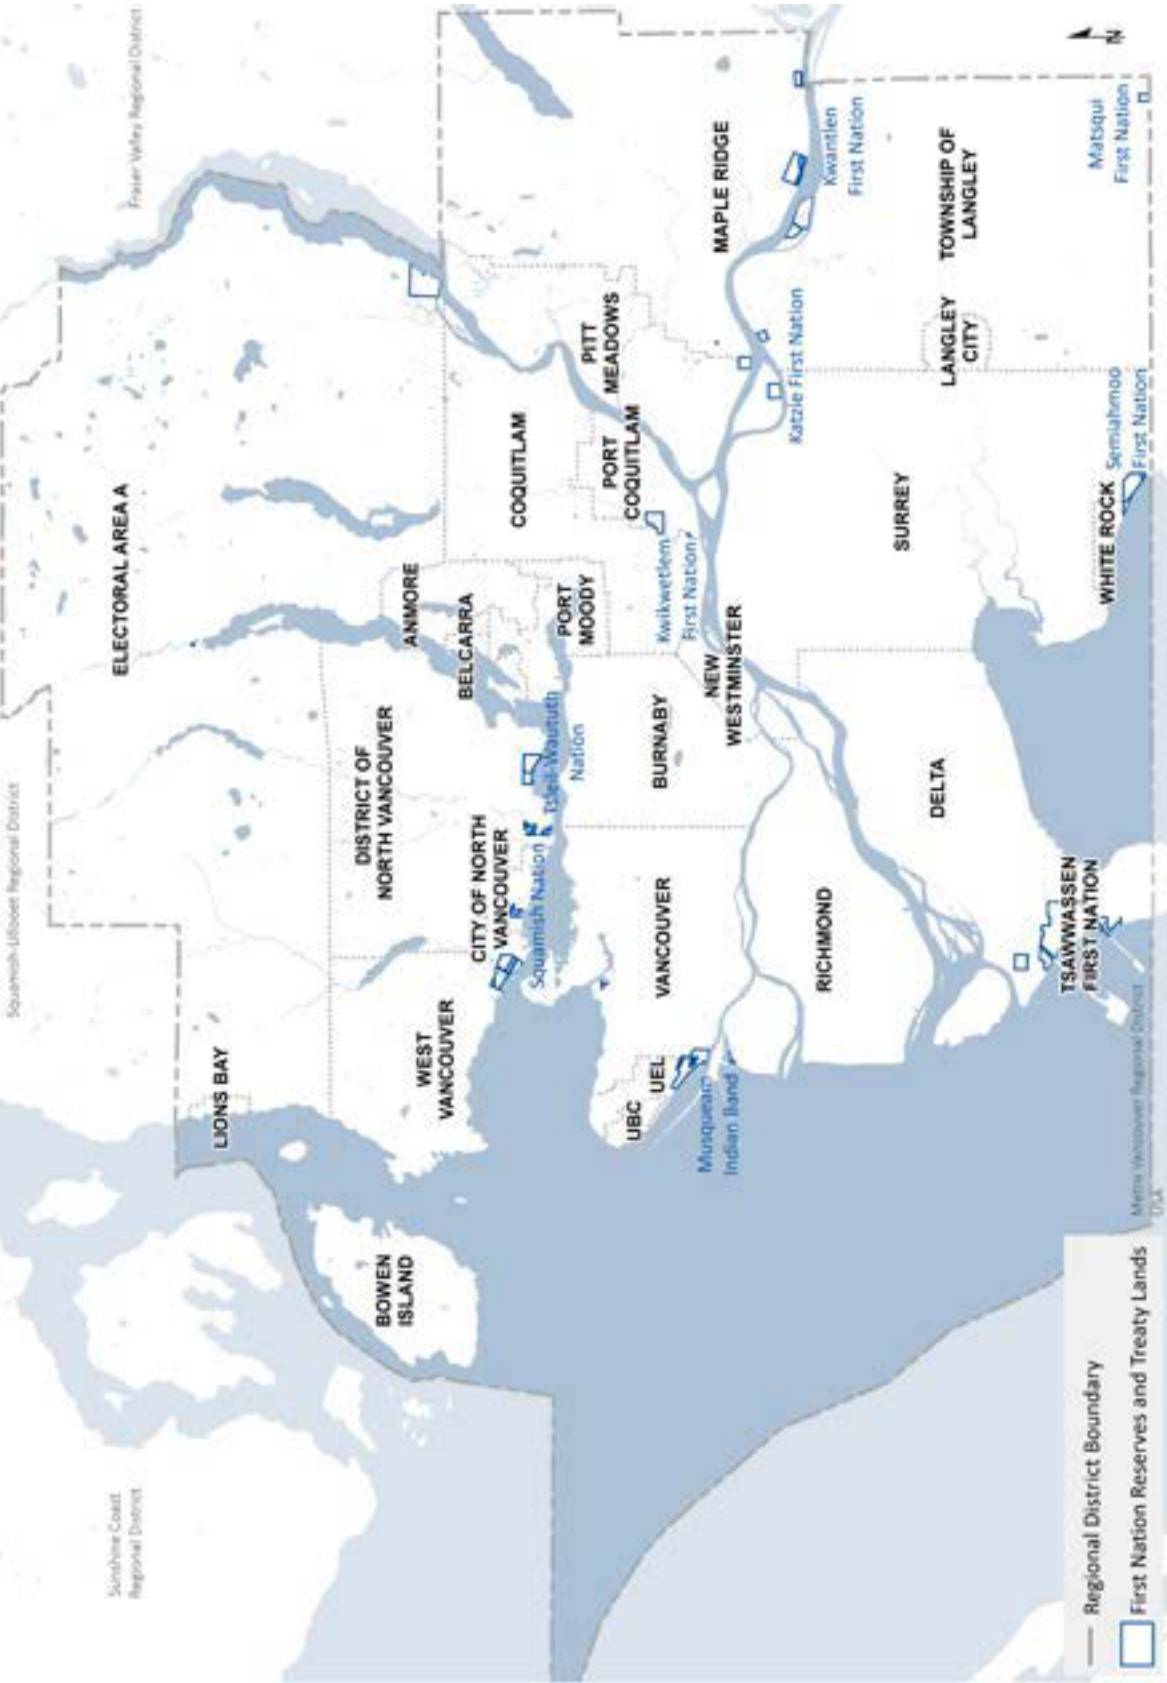 Squamish-Lillooet Regional District
Fraser Valley Regional District
Sunshine Coast
Regional District
ELECTORAL AREA A
LIONS BAY
DISTRICT OF
NORTH VANCOUVER
BOWEN
ISLAND
WEST
VANCOUVER
CITY OF NORTH
VANCOUVER
ANMORE
BELCARRA
COQUITLAM
Squamish Nation
Tsleil-Waututh
Nation
PORT
MOODY
PORT
COQUITLAM
PITT
MEADOWS
MAPLE RIDGE
UBC
UEL
VANCOUVER
BURNABY
Kwikwetlem
First Nation
Musqueam
Indian Band
NEW
WESTMINSTER
Katzie First Nation
Kwantlen
First Nation
RICHMOND
SURREY
DELTA
LANGLEY
CITY
TOWNSHIP OF
LANGLEY
TSAWWASSEN
FIRST NATION
WHITE ROCK
Semiahmoo
First Nation
Matsqui
First Nation
N
Metro Vancouver Regional District
USA
Regional District Boundary
First Nation Reserves and Treaty Lands